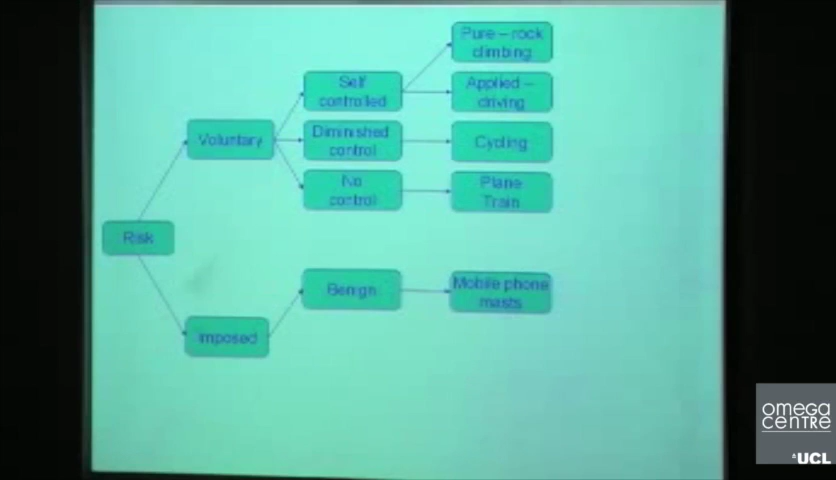 Pure – rock
climbing
Self
controlled
Applied –
driving
Voluntary
Diminished
control
Cycling
No
control
Plane
Train
Risk
Benign
Mobile phone
masts
Imposed
omega
centre
UCL